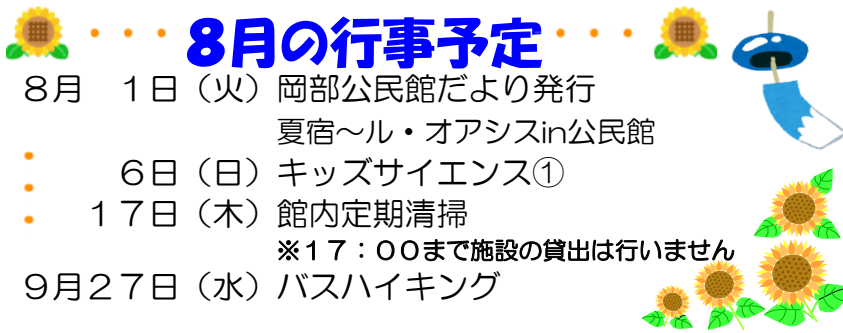 8月の行事予定
８月　１日（火）岡部公民館だより発行
夏宿～ル・オアシスin公民館
６日（日）キッズサイエンス①
１７日（木）館内定期清掃
※１７：００まで施設の貸出は行いません
９月２７日（水）バスハイキング